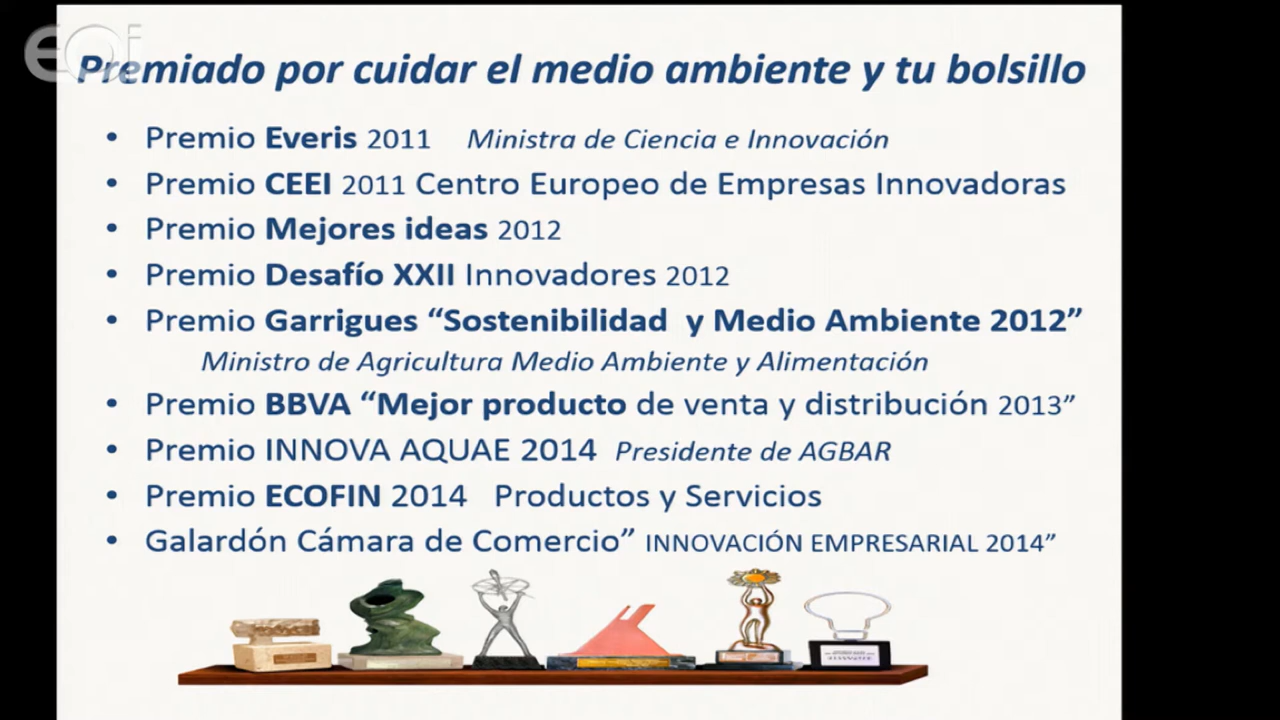 eoi
Premiado por cuidar el medio ambiente y tu bolsillo
• Premio Everis 2011 Ministra de Ciencia e Innovación
• Premio CEEI 2011 Centro Europeo de Empresas Innovadoras
• Premio Mejores ideas 2012
• Premio Desafío XXII Innovadores 2012
• Premio Garrigues “Sostenibilidad y Medio Ambiente 2012”
Ministro de Agricultura Medio Ambiente y Alimentación
• Premio BBVA “Mejor producto de venta y distribución 2013”
• Premio INNOVA AQUAE 2014 Presidente de AGBAR
• Premio ECOFIN 2014 Productos y Servicios
• Galardón Cámara de Comercio” INNOVACIÓN EMPRESARIAL 2014”